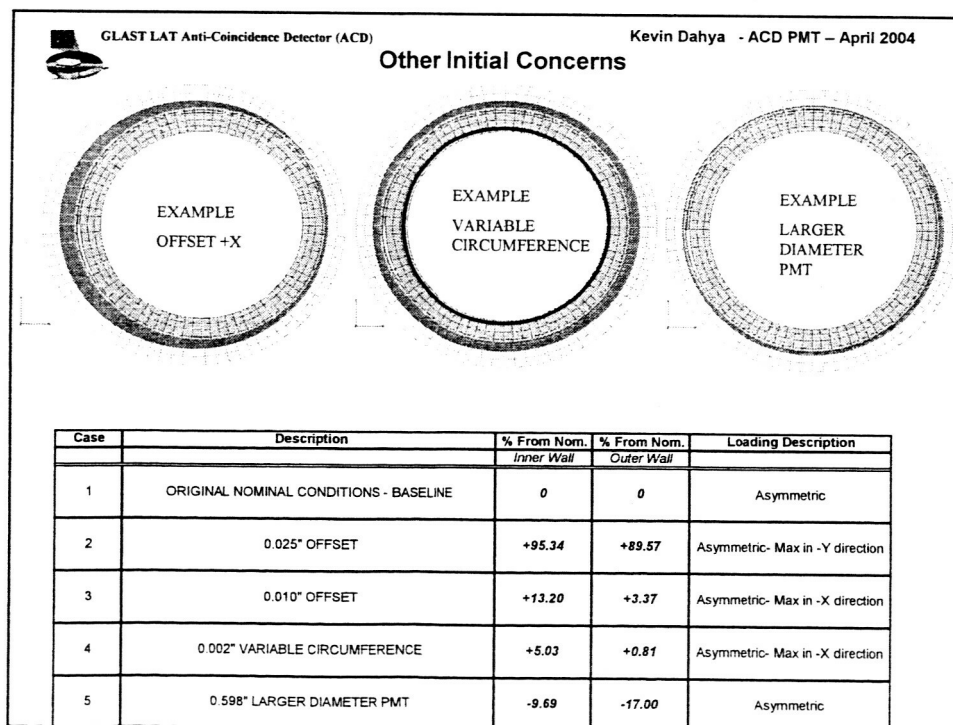 GLAST LAT Anti-Coincidence Detector (ACD)
Kevin Dahya - ACD PMT – April 2004
Other Initial Concerns
EXAMPLE
OFFSET +X
EXAMPLE
VARIABLE
CIRCUMFERENCE
EXAMPLE
LARGER
DIAMETER
PMT
Case Description % From Nom. % From Nom. Loading Description
Inner Wall Outer Wall
1 ORIGINAL NOMINAL CONDITIONS - BASELINE 0 0 Asymmetric
2 0.025" OFFSET +95.34 +89.57 Asymmetric- Max in -Y direction
3 0.010" OFFSET +13.20 +3.37 Asymmetric- Max in -X direction
4 0.002" VARIABLE CIRCUMFERENCE +5.03 +0.81 Asymmetric- Max in -X direction
5 0.598" LARGER DIAMETER PMT -9.69 -17.00 Asymmetric